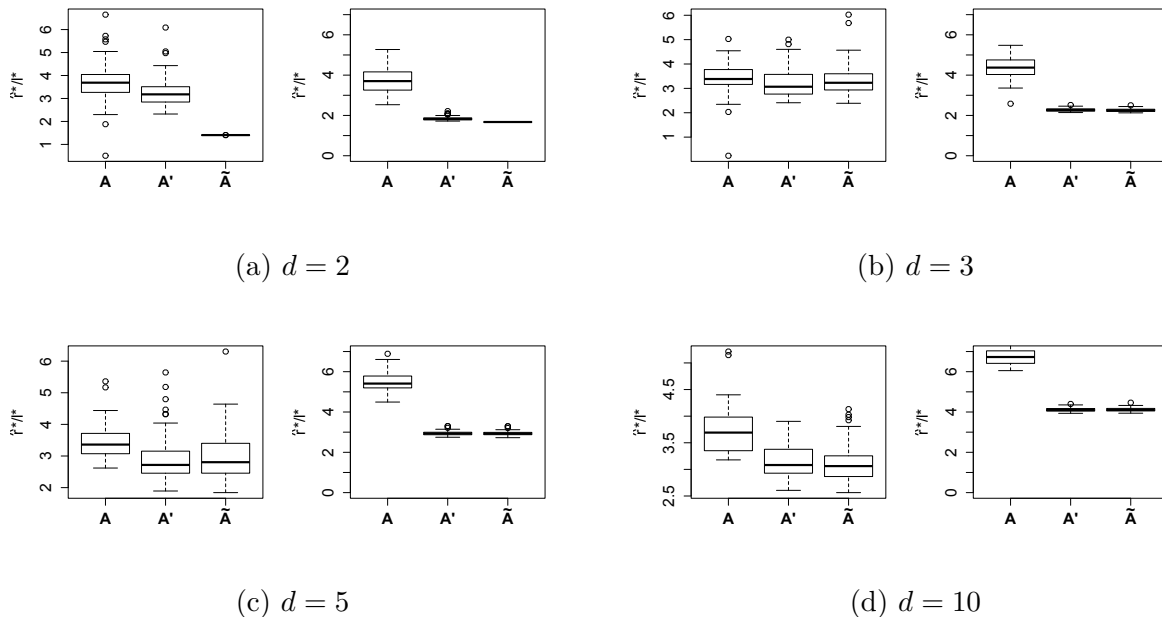 r̂*/l*
1 2 3 4 5 6
A A' Ã
r̂*/l*
0 2 4 6
A A' Ã
(a) d = 2
r̂*/l*
1 2 3 4 5 6
A A' Ã
r̂*/l*
0 2 4 6
A A' Ã
(b) d = 3
r̂*/l*
2 3 4 5 6
A A' Ã
r̂*/l*
0 2 4 6
A A' Ã
(c) d = 5
r̂*/l*
2.5 3.5 4.5
A A' Ã
r̂*/l*
0 2 4 6
A A' Ã
(d) d = 10